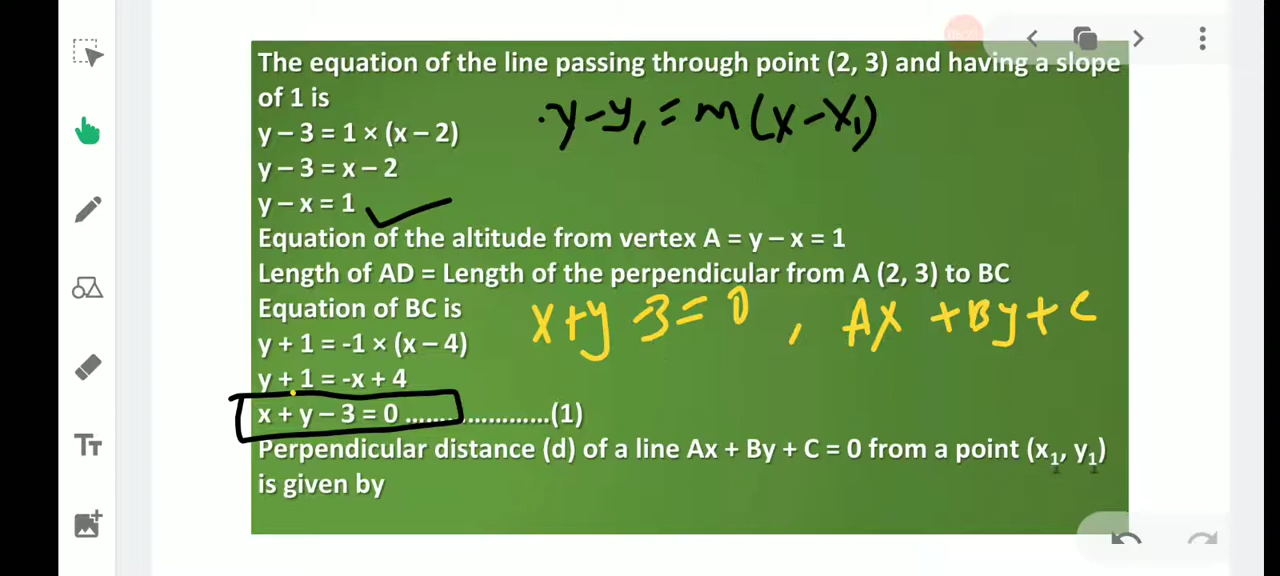 The equation of the line passing through point (2, 3) and having a slope
of 1 is
y – y₁ = m(x – x₁)
y – 3 = 1 × (x – 2)
y – 3 = x – 2
y – x = 1
Equation of the altitude from vertex A = y – x = 1
Length of AD = Length of the perpendicular from A (2, 3) to BC
Equation of BC is
x+y -3=0 , Ax +By+C
y + 1 = -1 × (x – 4)
y + 1 = -x + 4
x + y – 3 = 0 ........................(1)
Perpendicular distance (d) of a line Ax + By + C = 0 from a point (x₁, y₁)
is given by
Tт